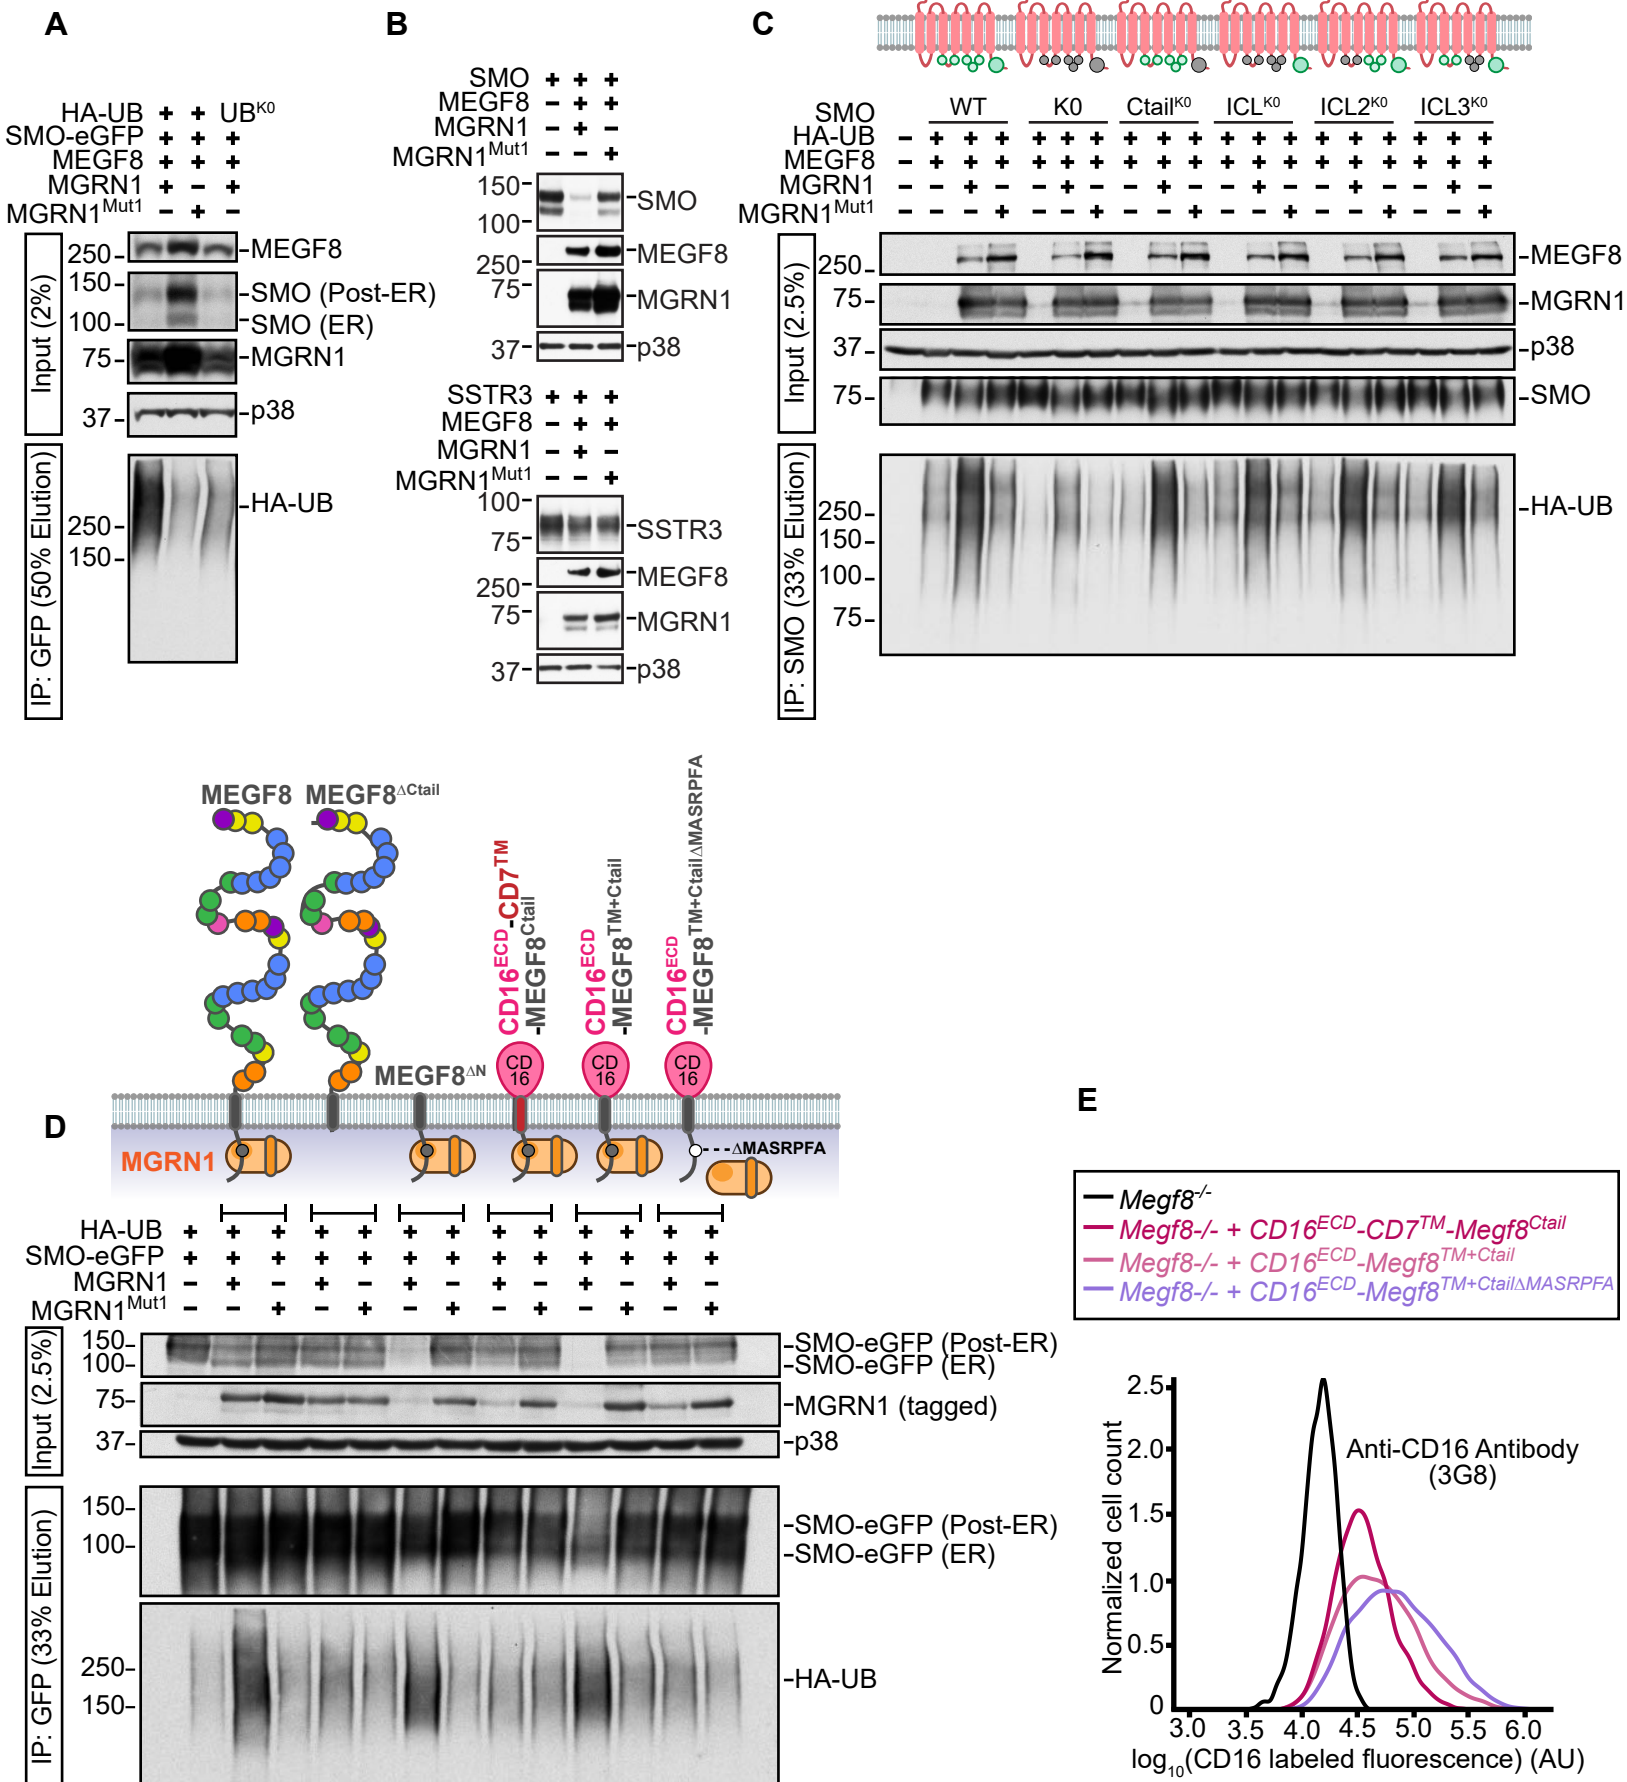 A
HA-UB + + UBK0
SMO-eGFP + + +
MEGF8 + + +
MGRN1 + − +
MGRN1Mut1 − + −
Input (2%)
250 MEGF8
150 SMO (Post-ER)
100 SMO (ER)
75 MGRN1
37 p38
IP: GFP (50% Elution)
HA-UB
250
150
B
SMO + + +
MEGF8 − + +
MGRN1 − + −
MGRN1Mut1 − − +
150
SMO
100
MEGF8
250
75
MGRN1
37 p38
SSTR3 + + +
MEGF8 − + +
MGRN1 − + −
MGRN1Mut1 − − +
100
SSTR3
75
MEGF8
250
75
MGRN1
37 p38
C
SMO WT K0 CtailK0 ICLK0 ICL2K0 ICL3K0
HA-UB − + + + + + + + + + + + + + + + + + +
MEGF8 − + + + + + + + + + + + + + + + + + +
MGRN1 − − + − − + − − + − − + − − + − − + −
MGRN1Mut1 − − − + − − + − − + − − + − − + − − +
Input (2.5%)
250 MEGF8
75 MGRN1
37 p38
75 SMO
IP: SMO (33% Elution)
HA-UB
250
150
100
75
D
MEGF8 MEGF8ΔCtail
MEGF8ΔN
CD16ECD-CD7TM
-MEGF8Ctail
CD16ECD
-MEGF8TM+Ctail
CD16ECD
-MEGF8TM+CtailΔMASRPFA
CD
16
CD
16
CD
16
MGRN1
ΔMASRPFA
HA-UB + + + + + + + + + + + + +
SMO-eGFP + + + + + + + + + + + + +
MGRN1 − + − + − + − + − + − + −
MGRN1Mut1 − − + − + − + − + − + − +
Input (2.5%)
150 SMO-eGFP (Post-ER)
100 SMO-eGFP (ER)
75 MGRN1 (tagged)
37 p38
IP: GFP (33% Elution)
150
SMO-eGFP (Post-ER)
100
SMO-eGFP (ER)
250 HA-UB
150
E
Megf8-/-
Megf8-/- + CD16ECD-CD7TM-Megf8Ctail
Megf8-/- + CD16ECD-Megf8TM+Ctail
Megf8-/- + CD16ECD-Megf8TM+CtailΔMASRPFA
Anti-CD16 Antibody
(3G8)
Normalized cell count
2.5
2.0
1.5
1.0
0.5
0
3.0 3.5 4.0 4.5 5.0 5.5 6.0
log10(CD16 labeled fluorescence) (AU)